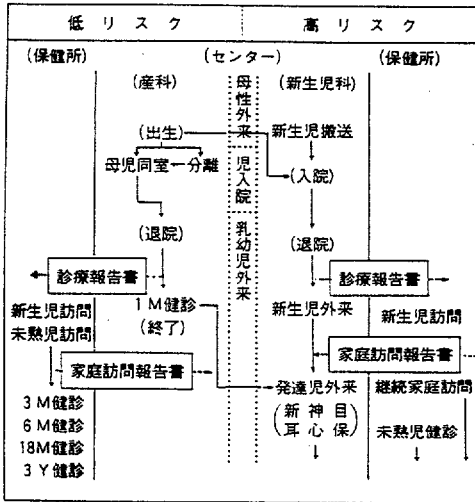 低リスク 高リスク
(保健所) (センター) (保健所)
(産科) 母性外来 (新生児科)
(出生) 新生児搬送
母児同室←分離 児入院 (入院)
(退院) 乳幼児外来 (退院)
診療報告書 診療報告書
新生児訪問 1M健診 新生児外来 新生児訪問
未熟児訪問 (終了)
家庭訪問報告書 家庭訪問報告書
3M健診 発達児外来 継続家庭訪問
6M健診 (新神目
18M健診 耳心保) 未熟児健診
3Y健診